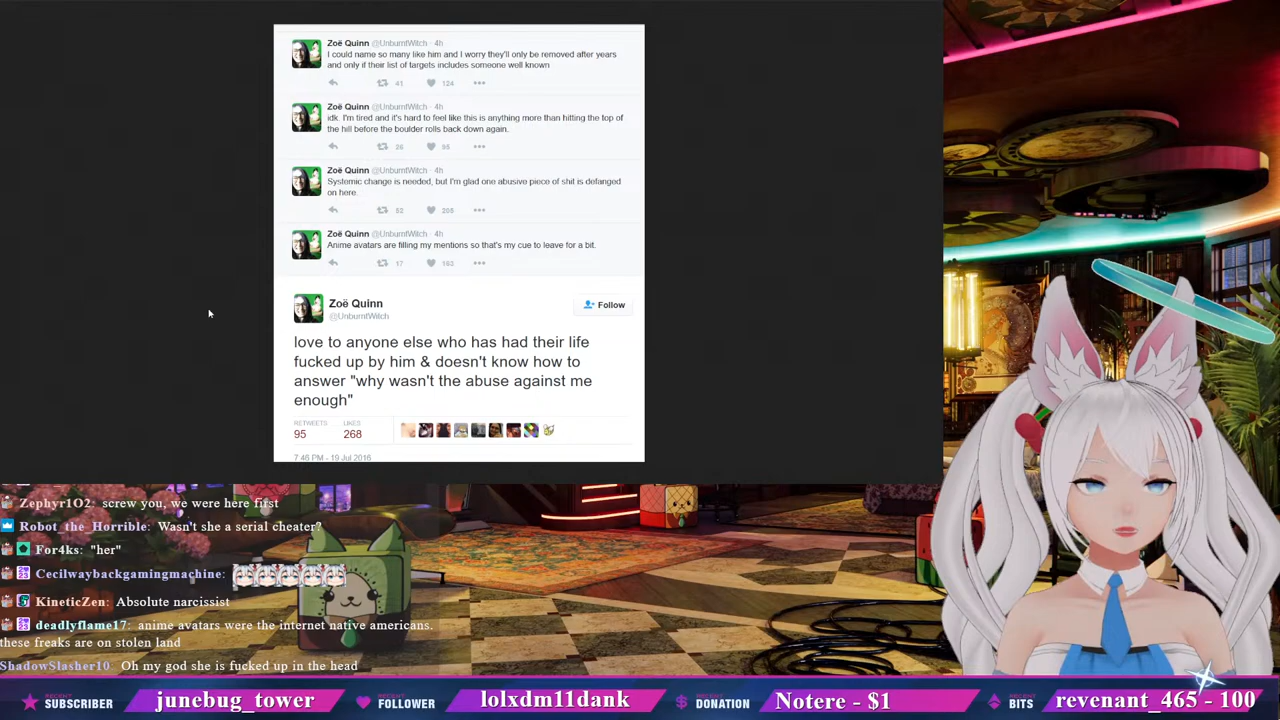 Zoë Quinn @UnburntWitch · 4h
I could name so many like him and I worry they'll only be removed after years
and only if their list of targets includes someone well known
41 124
Zoë Quinn @UnburntWitch · 4h
idk. I'm tired and it's hard to feel like this is anything more than hitting the top of
the hill before the boulder rolls back down again.
26 95
Zoë Quinn @UnburntWitch · 4h
Systemic change is needed, but I'm glad one abusive piece of shit is defanged
on here.
52 205
Zoë Quinn @UnburntWitch · 4h
Anime avatars are filling my mentions so that's my cue to leave for a bit.
17 162
Zoë Quinn
@UnburntWitch
Follow
love to anyone else who has had their life
fucked up by him & doesn't know how to
answer "why wasn't the abuse against me
enough"
RETWEETS LIKES
95 268
7:46 PM - 19 Jul 2016
Zephyr1O2: screw you, we were here first
Robot_the_Horrible: Wasn't she a serial cheater?
For4ks: "her"
Cecilwaybackgamingmachine:
KineticZen: Absolute narcissist
deadlyflame17: anime avatars were the internet native americans.
these freaks are on stolen land
ShadowSlasher10: Oh my god she is fucked up in the head
RECENT SUBSCRIBER junebug_tower
RECENT FOLLOWER lolxdm11dank
RECENT DONATION Notere - $1
RECENT BITS revenant_465 - 100